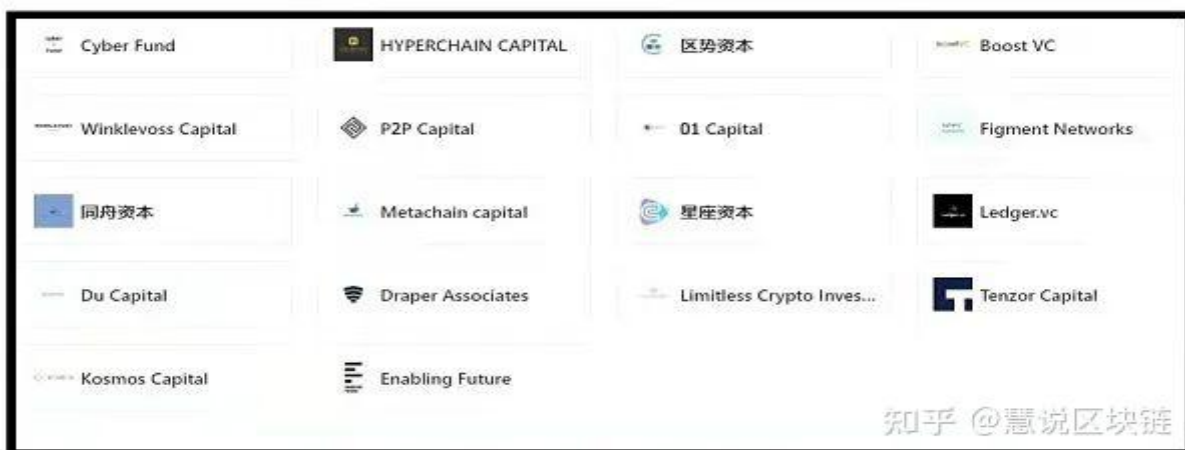 Cyber Fund HYPERCHAIN CAPITAL 区势资本 Boost VC
Winklevoss Capital P2P Capital 01 Capital Figment Networks
同舟资本 Metachain capital 星座资本 Ledger.vc
Du Capital Draper Associates Limitless Crypto Inves... Tenzor Capital
Kosmos Capital Enabling Future
知乎 @慧说区块链